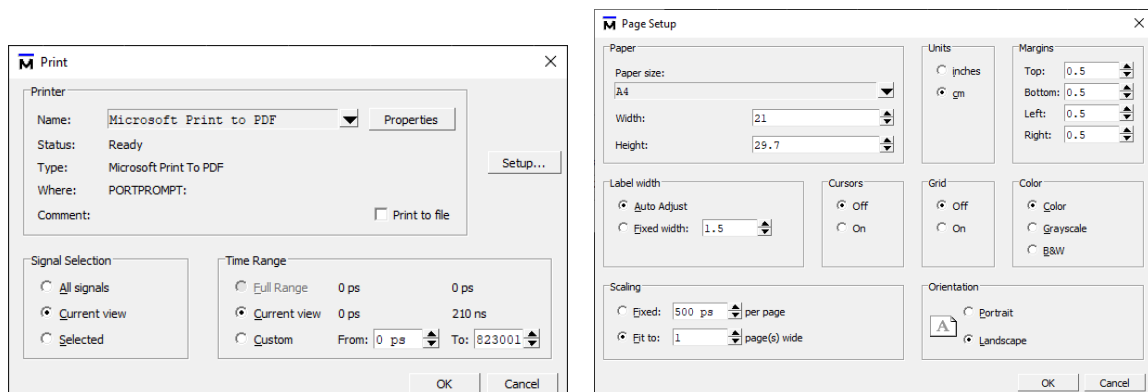 Print
Printer
Name: Microsoft Print to PDF Properties
Status: Ready
Type: Microsoft Print To PDF
Where: PORTPROMPT:
Comment: Print to file
Setup...
Signal Selection
All signals
Current view
Selected
Time Range
Full Range 0 ps 0 ps
Current view 0 ps 210 ns
Custom From: 0 ps To: 823001
OK Cancel
Page Setup
Paper
Paper size:
A4
Width: 21
Height: 29.7
Units
inches
cm
Margins
Top: 0.5
Bottom: 0.5
Left: 0.5
Right: 0.5
Label width
Auto Adjust
Fixed width: 1.5
Cursors
Off
On
Grid
Off
On
Color
Color
Grayscale
B&W
Scaling
Fixed: 500 ps per page
Fit to: 1 page(s) wide
Orientation
A
Portrait
Landscape
OK Cancel